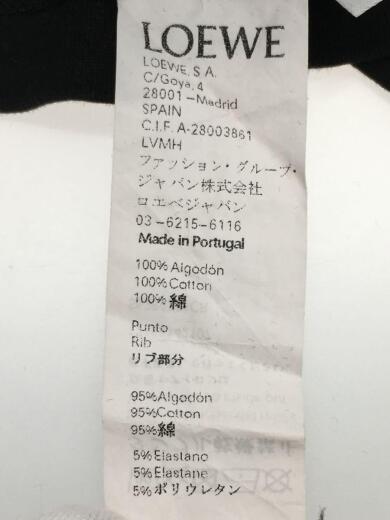 LOEWE
LOEWE, S.A.
C/Goya, 4
28001 – Madrid
SPAIN
C.I.F. A-28003861
LVMH
ファッション・グループ・
ジャパン株式会社
ロエベジャパン
03-6215-6116
Made in Portugal
100% Algodón
100% Cotton
100% 綿
Punto
Rib
リブ部分
95% Algodón
95% Cotton
95% 綿
5% Elastano
5% Elastane
5% ポリウレタン